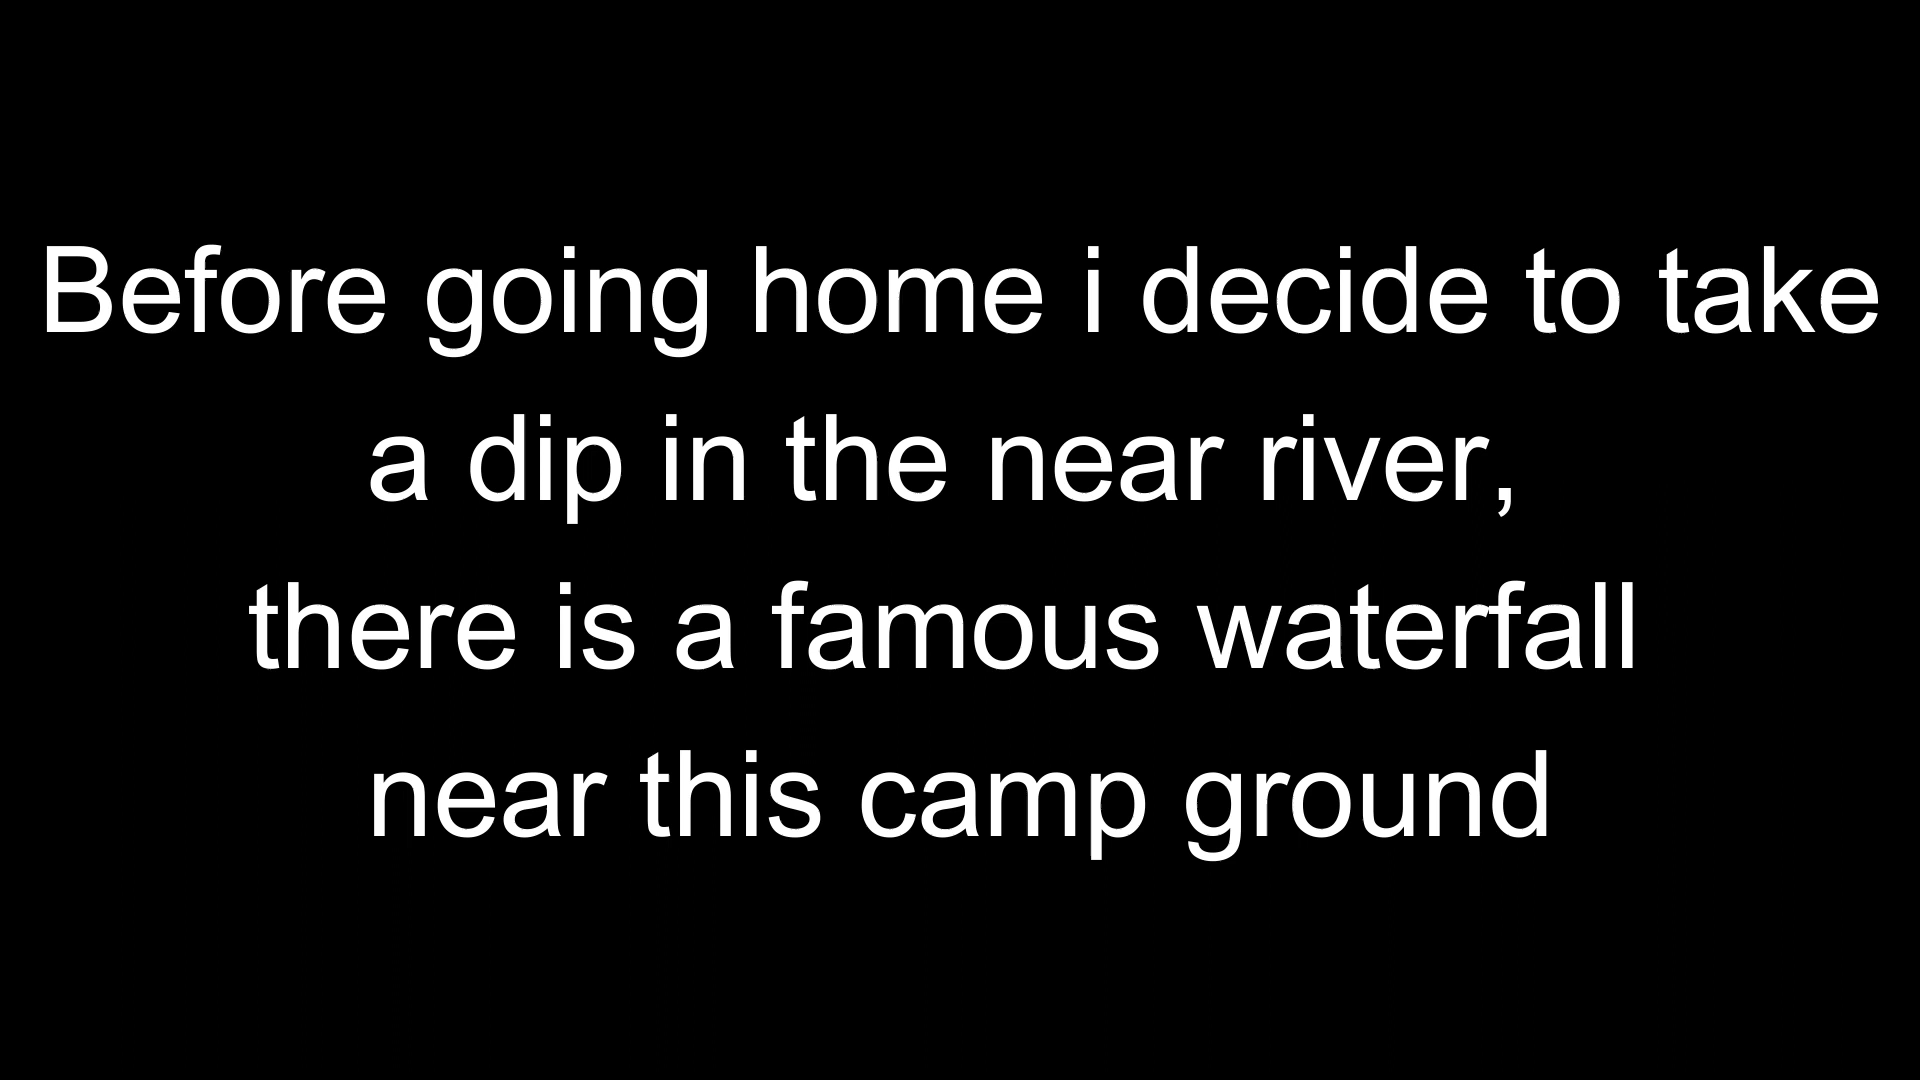 Before going home i decide to take
a dip in the near river,
there is a famous waterfall
near this camp ground